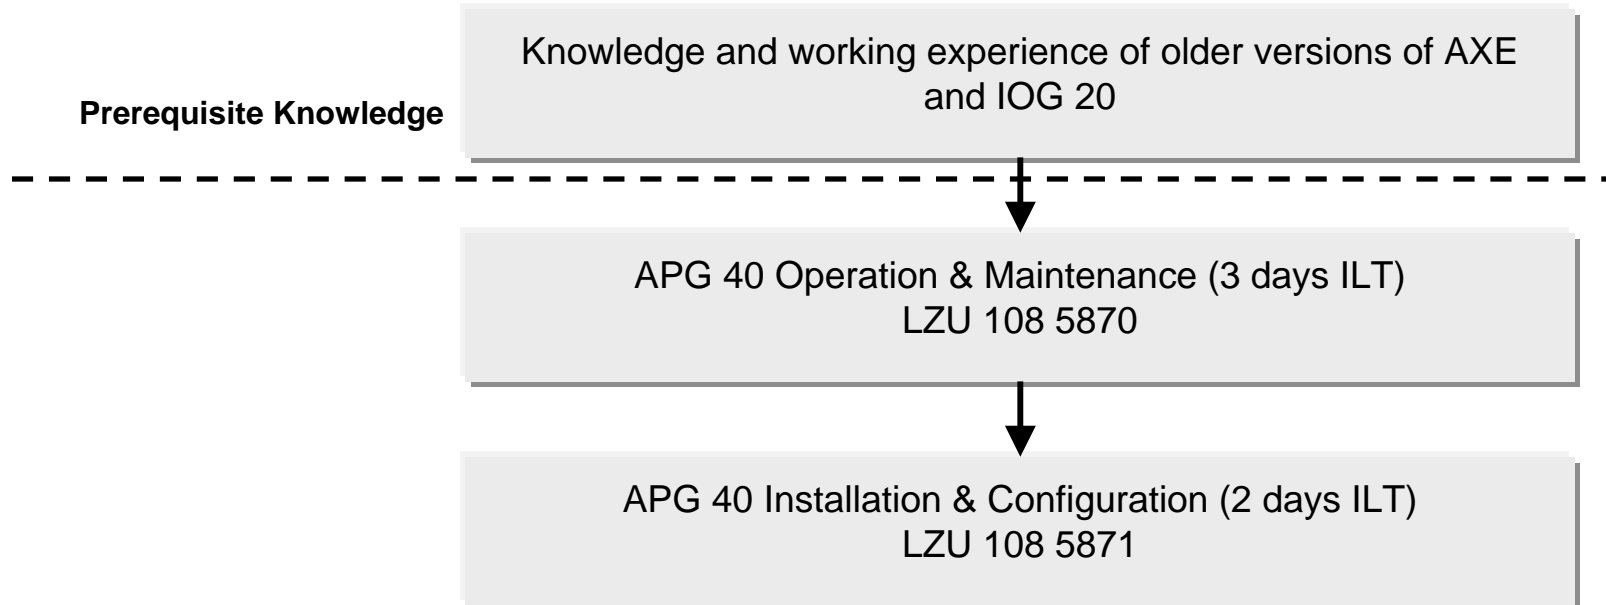 Knowledge and working experience of older versions of AXE
and IOG 20
Prerequisite Knowledge
APG 40 Operation & Maintenance (3 days ILT)
LZU 108 5870
APG 40 Installation & Configuration (2 days ILT)
LZU 108 5871